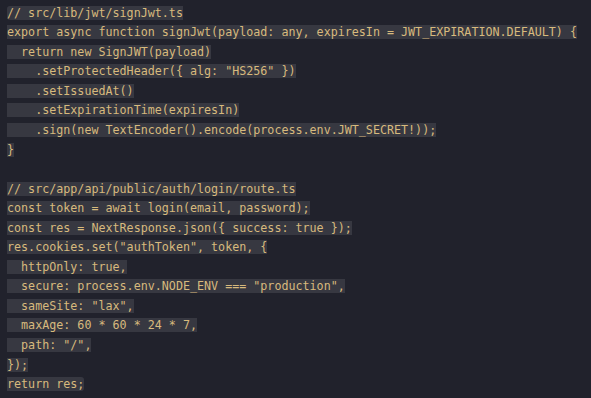 // src/lib/jwt/signJwt.ts
export async function signJwt(payload: any, expiresIn = JWT_EXPIRATION.DEFAULT) {
  return new SignJWT(payload)
    .setProtectedHeader({ alg: "HS256" })
    .setIssuedAt()
    .setExpirationTime(expiresIn)
    .sign(new TextEncoder().encode(process.env.JWT_SECRET!));
}

// src/app/api/public/auth/login/route.ts
const token = await login(email, password);
const res = NextResponse.json({ success: true });
res.cookies.set("authToken", token, {
  httpOnly: true,
  secure: process.env.NODE_ENV === "production",
  sameSite: "lax",
  maxAge: 60 * 60 * 24 * 7,
  path: "/",
});
return res;